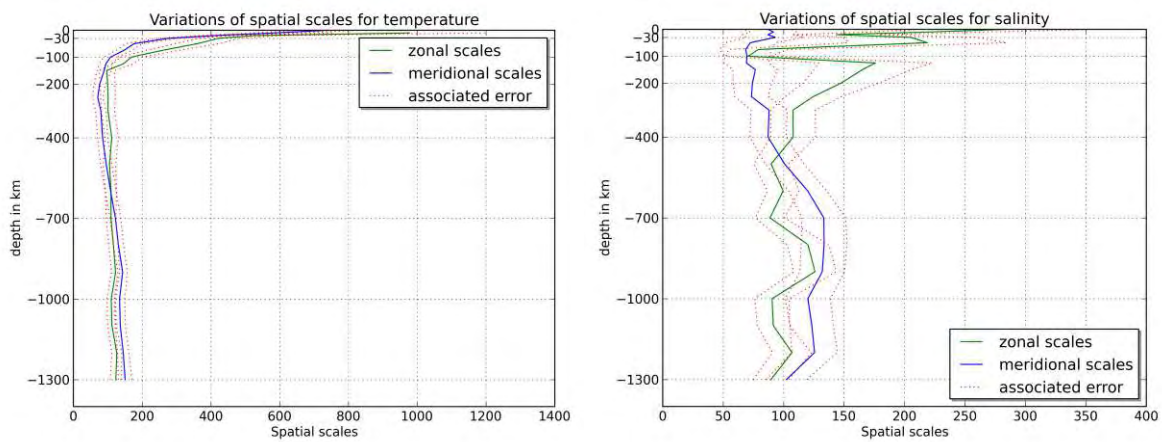 Variations of spatial scales for temperature
0
−30
−100
−200
−400
−700
−1000
−1300
depth in km
zonal scales
meridional scales
associated error
0 200 400 600 800 1000 1200 1400
Spatial scales
Variations of spatial scales for salinity
0
−30
−100
−200
−400
−700
−1000
−1300
depth in km
zonal scales
meridional scales
associated error
0 50 100 150 200 250 300 350 400
Spatial scales